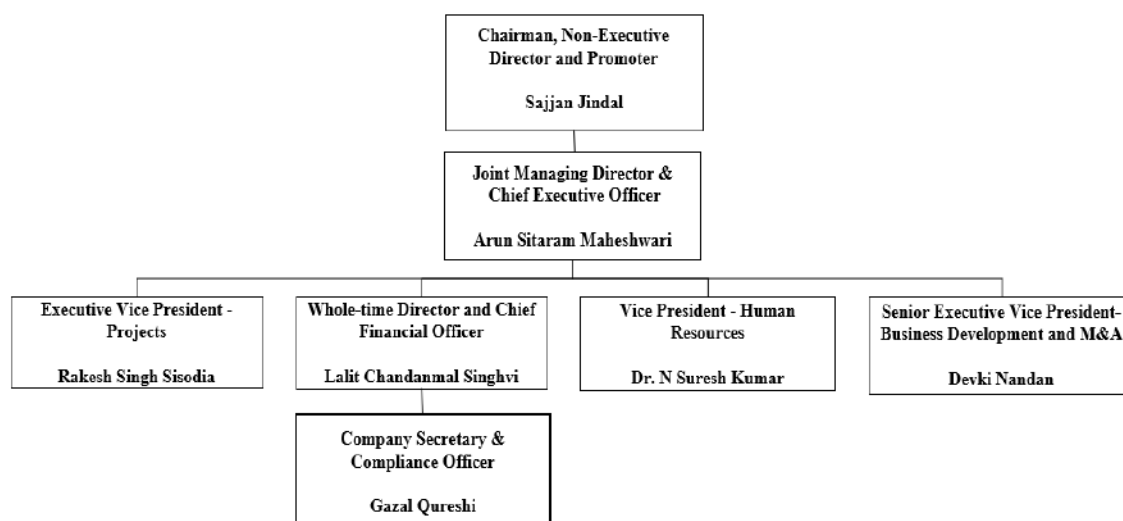 Chairman, Non-Executive
Director and Promoter
Sajjan Jindal
Joint Managing Director &
Chief Executive Officer
Arun Sitaram Maheshwari
Executive Vice President -
Projects
Rakesh Singh Sisodia
Whole-time Director and Chief
Financial Officer
Lalit Chandanmal Singhvi
Vice President - Human
Resources
Dr. N Suresh Kumar
Senior Executive Vice President-
Business Development and M&A
Devki Nandan
Company Secretary &
Compliance Officer
Gazal Qureshi